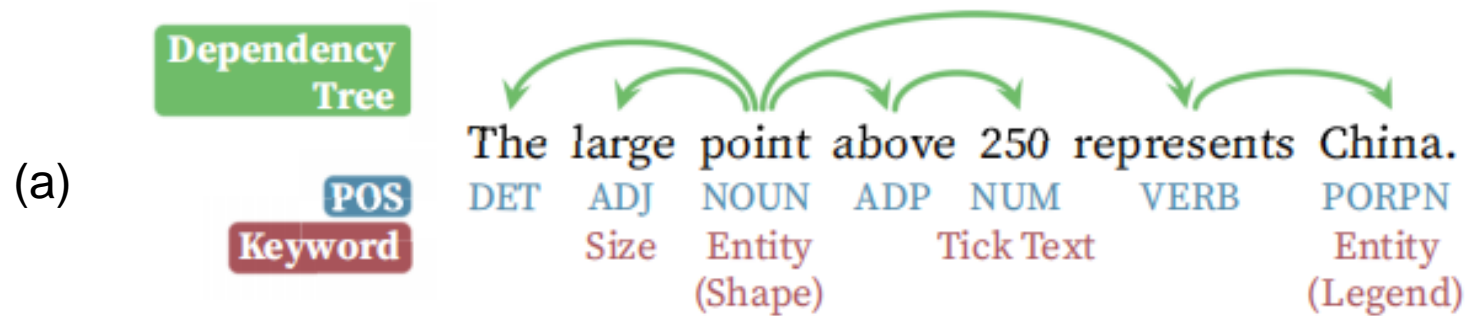 Dependency
Tree
The large point above 250 represents China.
(a)
POS DET ADJ NOUN ADP NUM VERB PORPN
Keyword Size Entity Tick Text Entity
(Shape) (Legend)